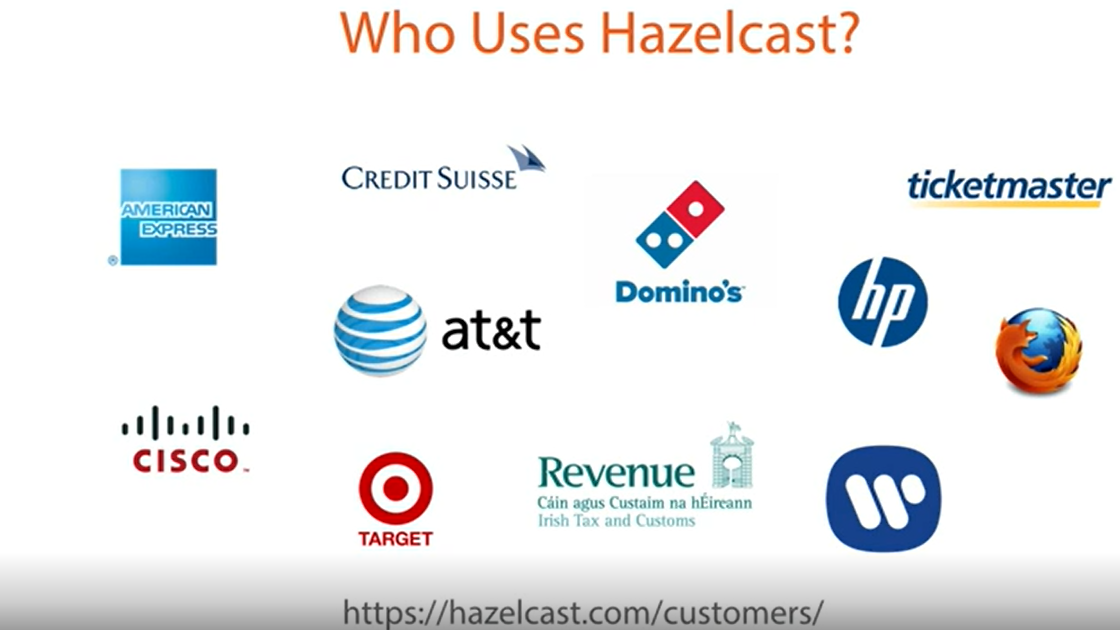 Who Uses Hazelcast?
CREDIT SUISSE
ticketmaster
AMERICAN
EXPRESS
®
Domino's
hp
at&t
CISCO
TARGET
Revenue
Cáin agus Custaim na hÉireann
Irish Tax and Customs
https://hazelcast.com/customers/